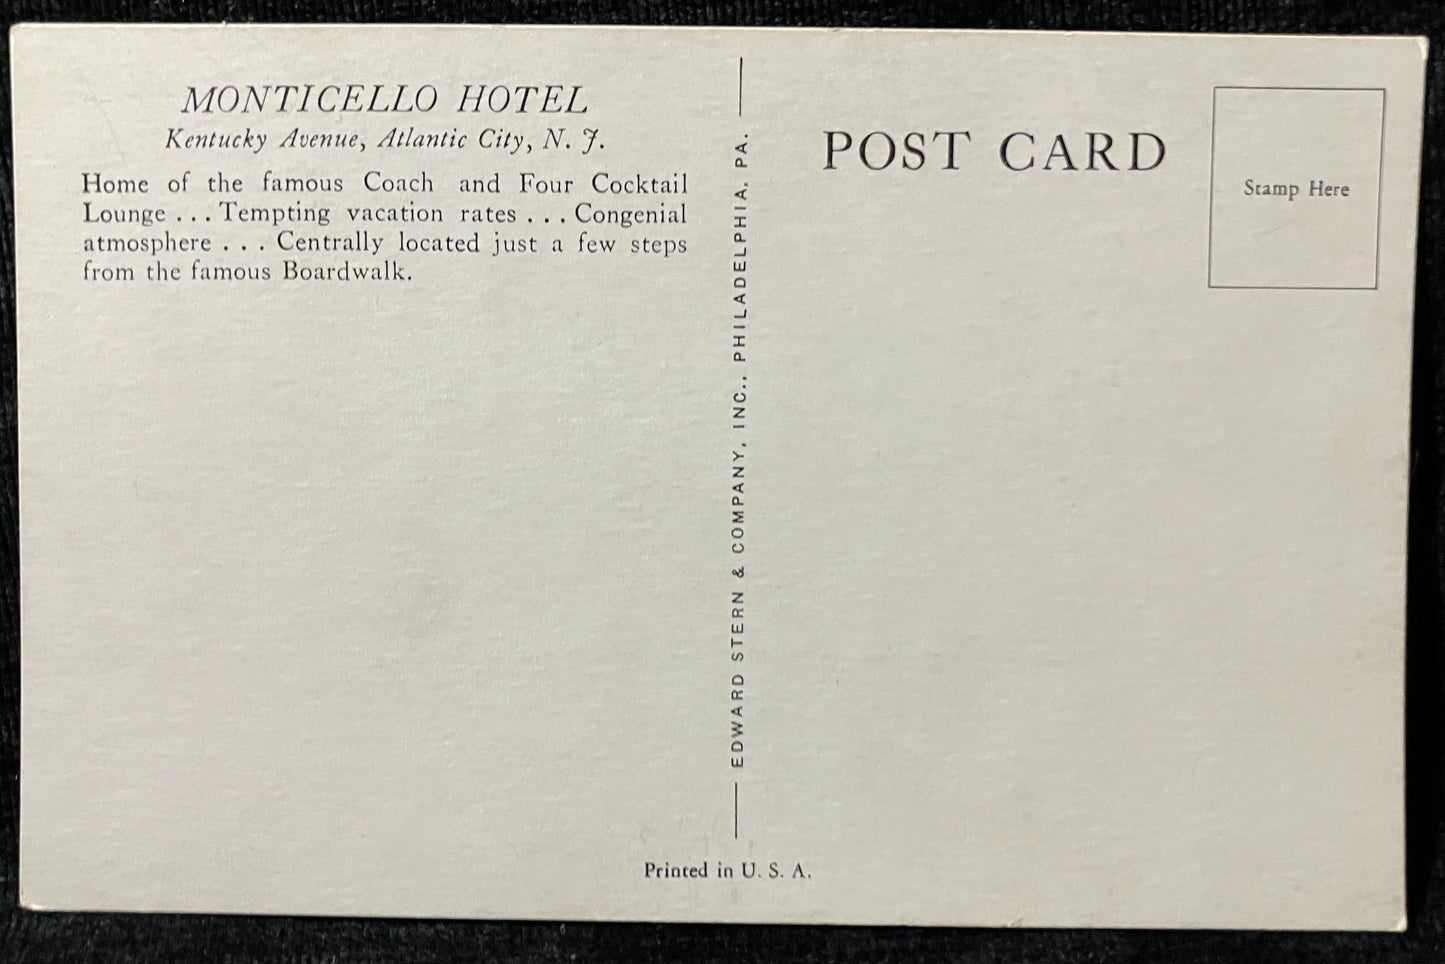 MONTICELLO HOTEL
Kentucky Avenue, Atlantic City, N. J.
Home of the famous Coach and Four Cocktail
Lounge ... Tempting vacation rates ... Congenial
atmosphere ... Centrally located just a few steps
from the famous Boardwalk.
EDWARD STERN & COMPANY, INC., PHILADELPHIA, PA.
POST CARD
Stamp Here
Printed in U. S. A.